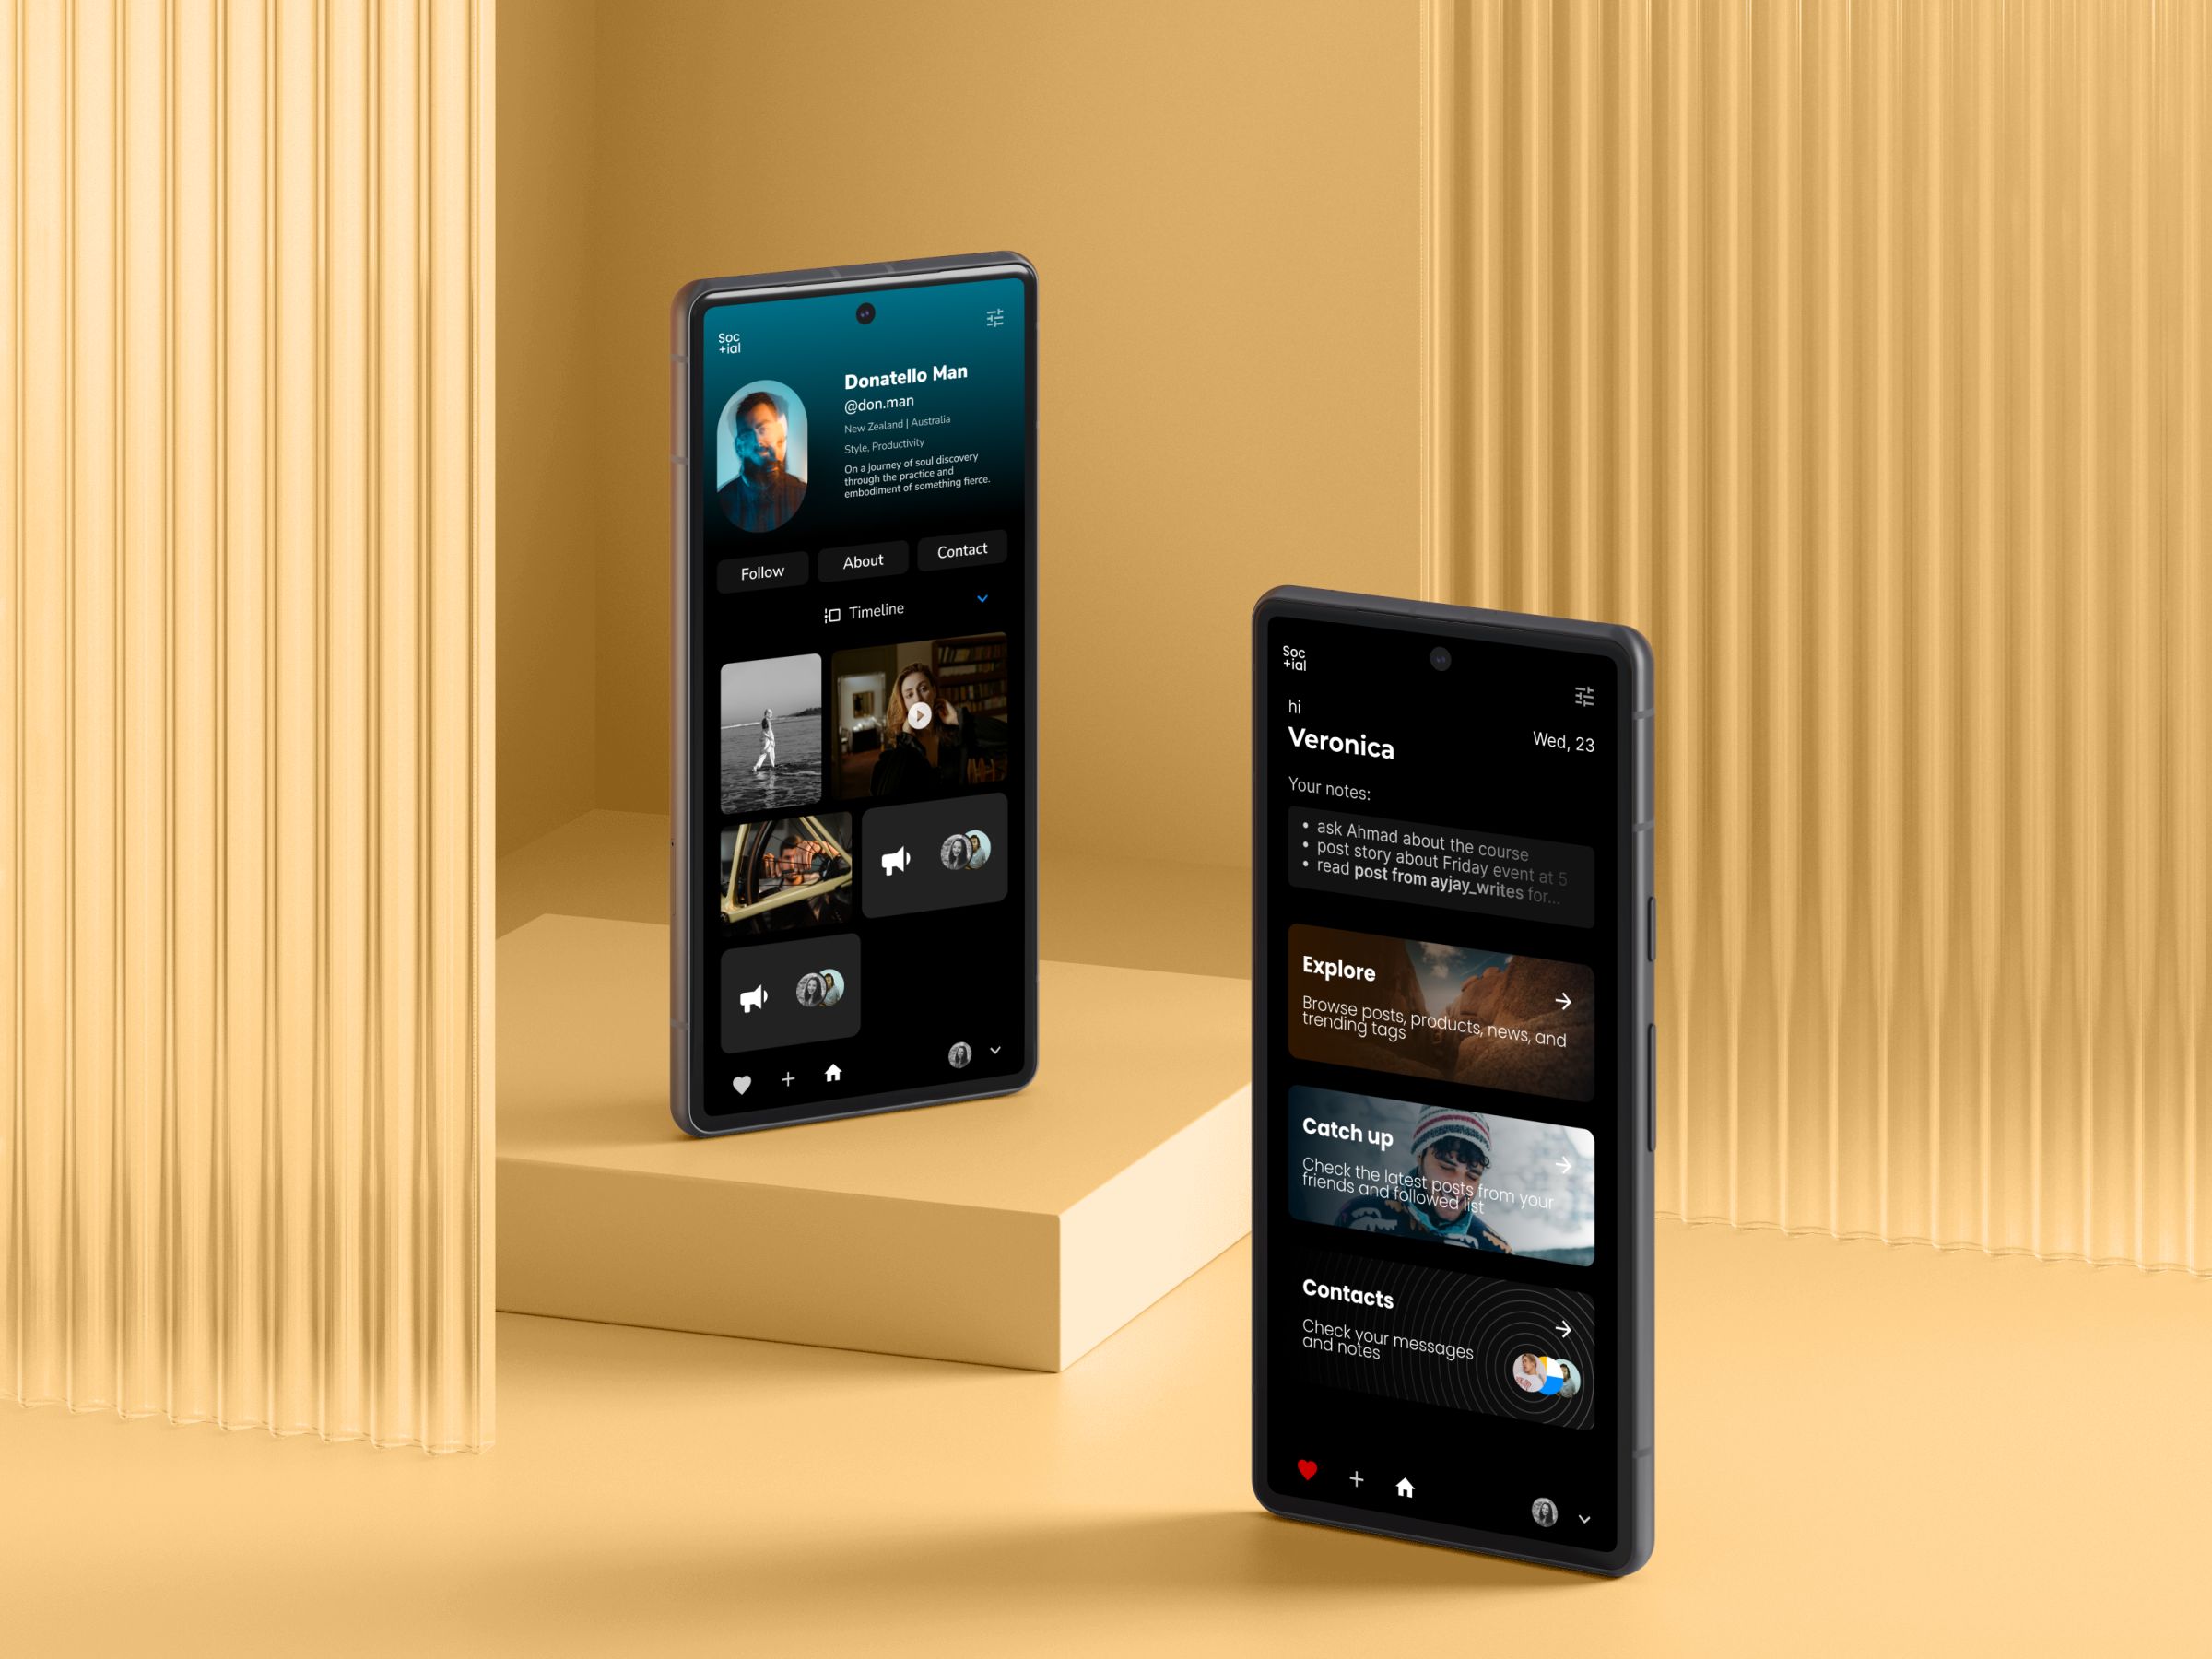 Soc
+ial
Donatello Man
@don.man
New Zealand | Australia
Style, Productivity
On a journey of soul discovery
through the practice and
embodiment of something fierce.
Follow
About
Contact
Timeline
Soc
+ial
hi
Veronica
Wed, 23
Your notes:
• ask Ahmad about the course
• post story about Friday event at 5
• read post from ayjay_writes for...
Explore
Browse posts, products, news, and
trending tags
Catch up
Check the latest posts from your
friends and followed list
Contacts
Check your messages
and notes